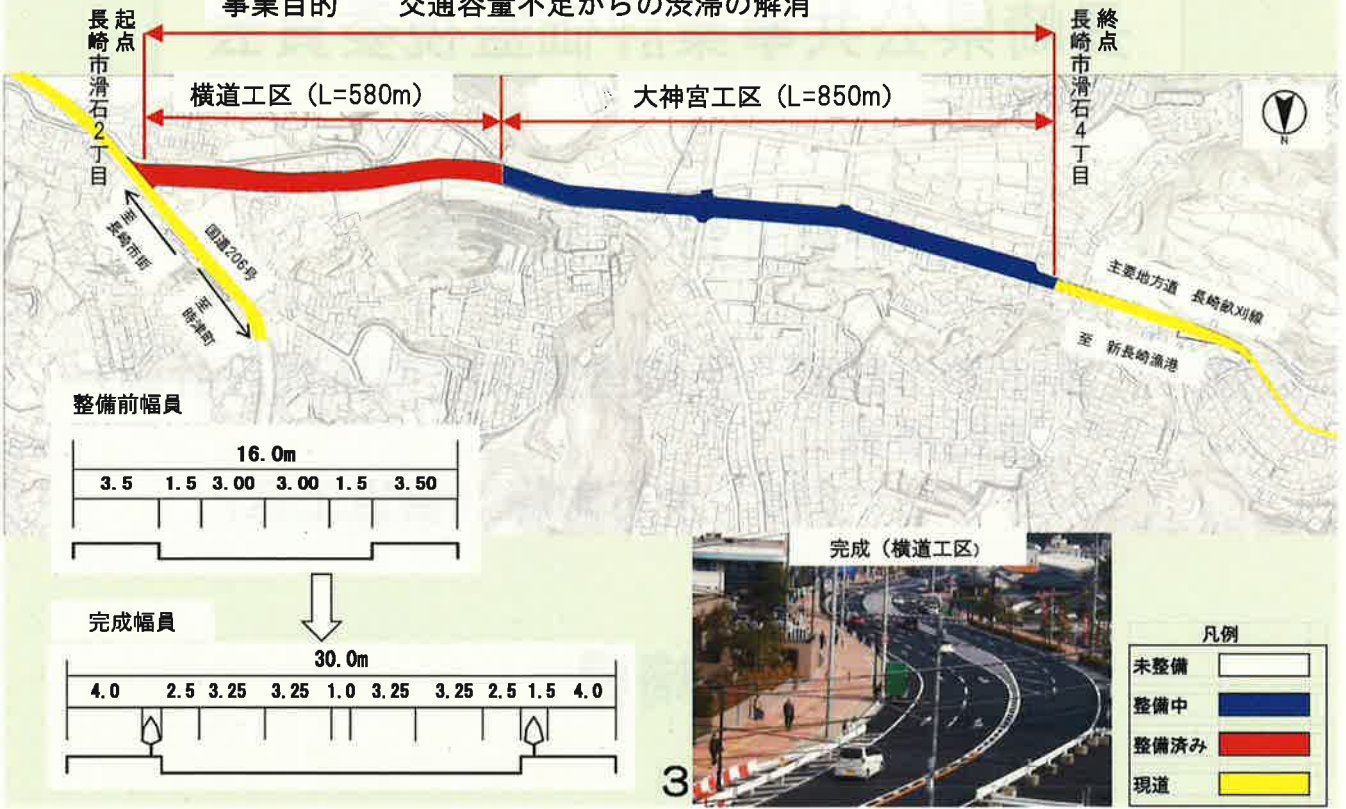 事業目的　　交通容量不足からの渋滞の解消
起点
長崎市滑石2丁目
終点
長崎市滑石4丁目
横道工区（L=580m）
大神宮工区（L=850m）
N
至 長崎市街
国道206号
至 時津町
主要地方道　長崎畝刈線
至　新長崎漁港
整備前幅員
16.0m
3.5 1.5 3.00 3.00 1.5 3.50
完成幅員
30.0m
4.0 2.5 3.25 3.25 1.0 3.25 3.25 2.5 1.5 4.0
完成（横道工区）
凡例
未整備
整備中
整備済み
現道
3